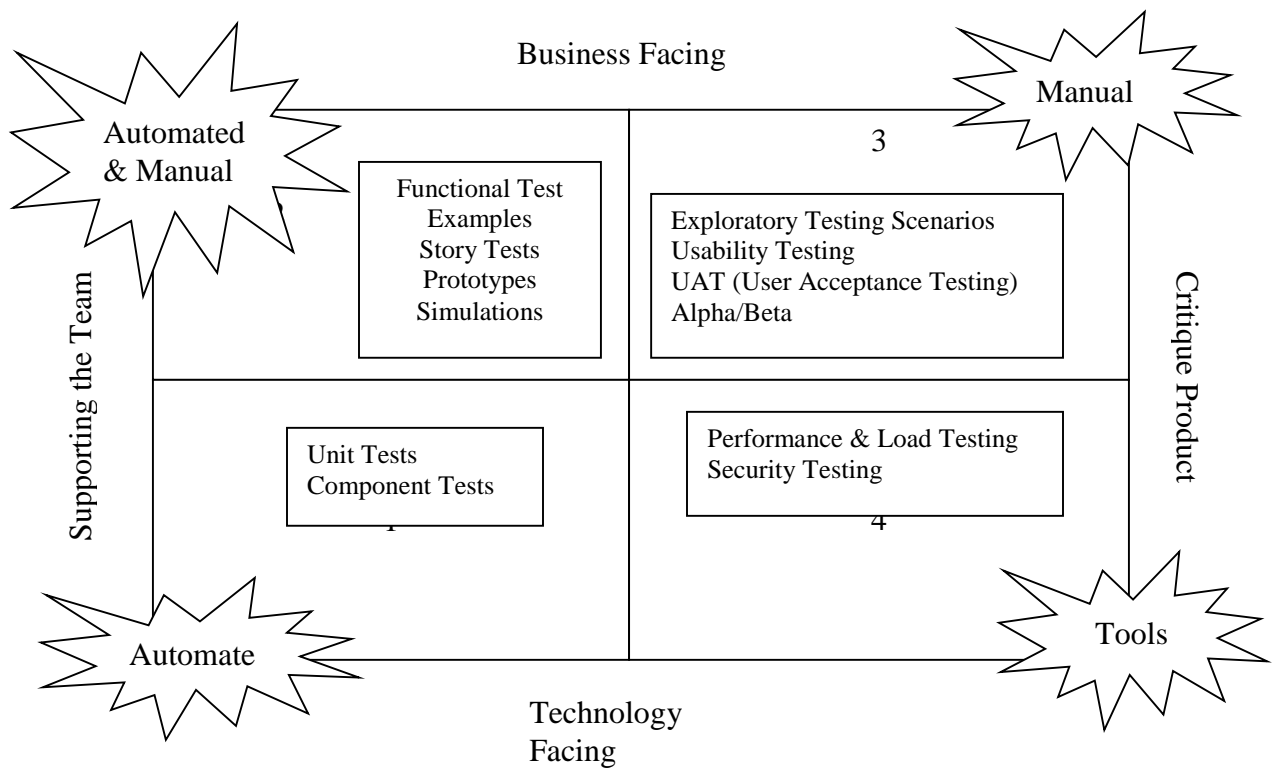 Business Facing
Manual
Automated
& Manual
3
Functional Test
Examples
Story Tests
Prototypes
Simulations
Exploratory Testing Scenarios
Usability Testing
UAT (User Acceptance Testing)
Alpha/Beta
Supporting the Team
Critique Product
Unit Tests
Component Tests
Performance & Load Testing
Security Testing
4
Automate
Tools
Technology
Facing